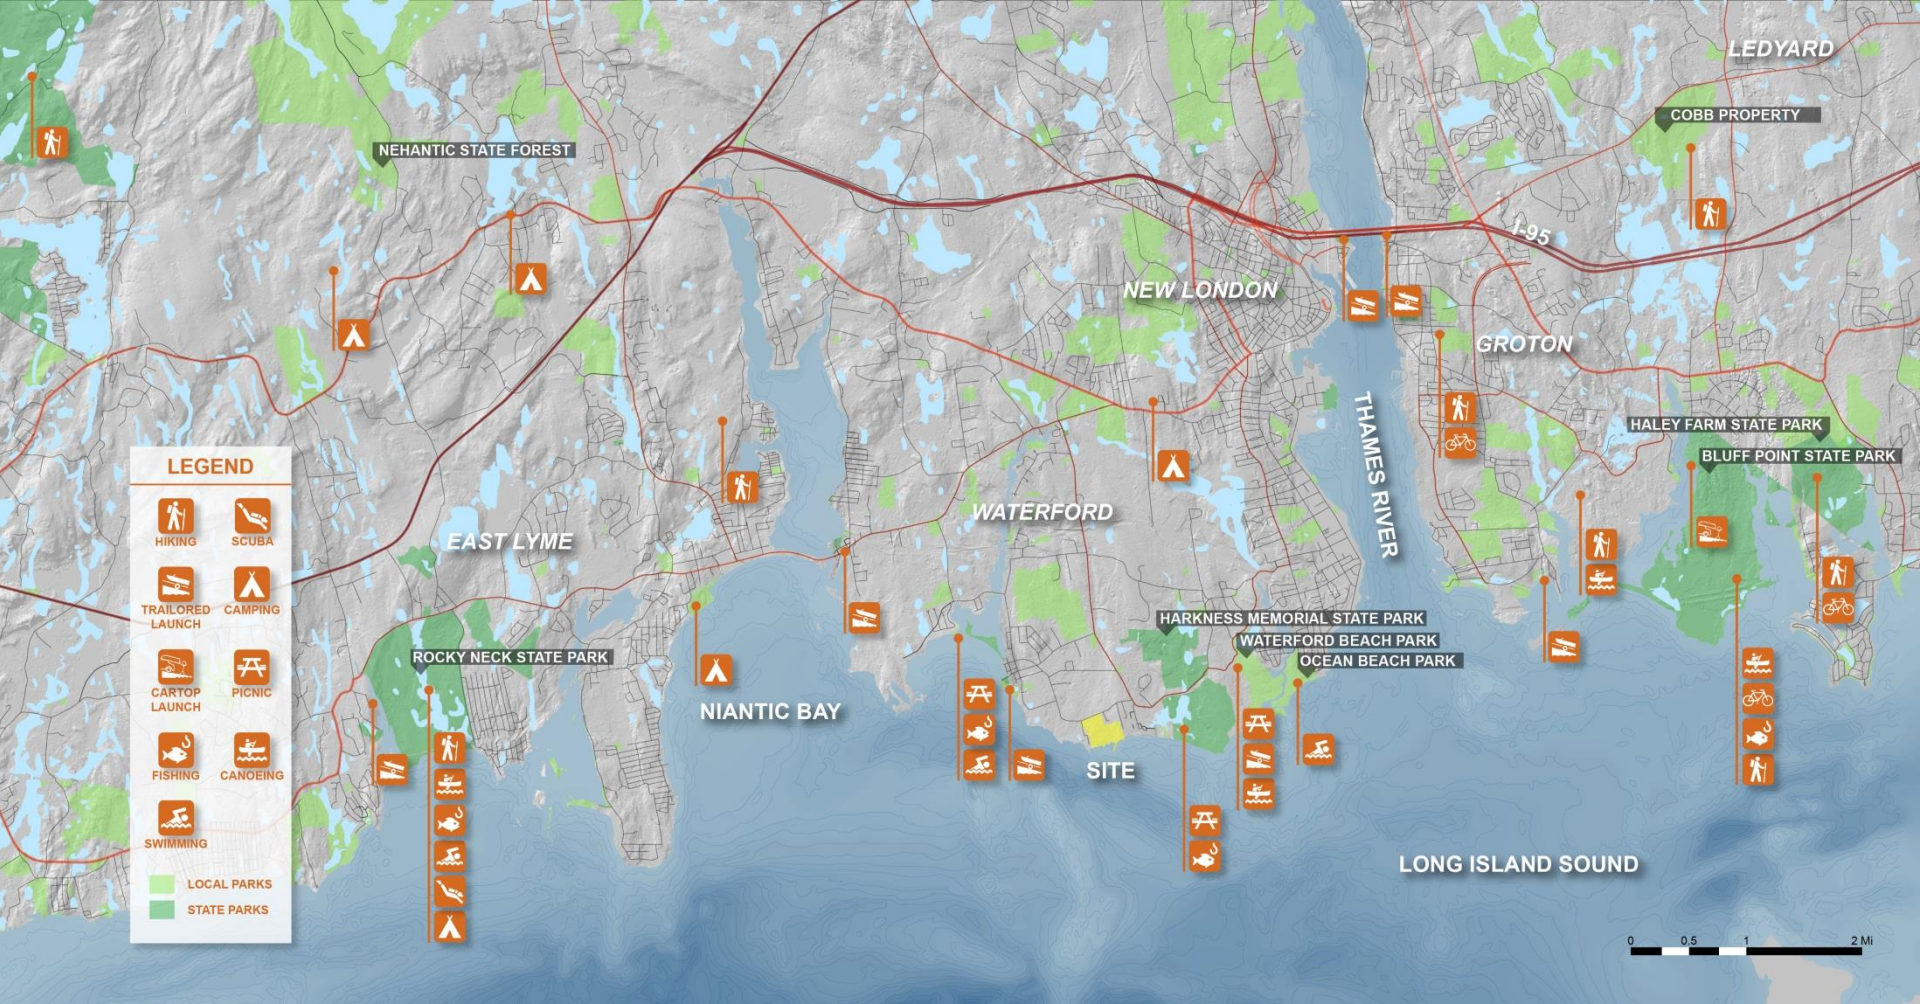 LEDYARD
COBB PROPERTY
NEHANTIC STATE FOREST
I-95
NEW LONDON
GROTON
THAMES RIVER
HALEY FARM STATE PARK
BLUFF POINT STATE PARK
WATERFORD
EAST LYME
HARKNESS MEMORIAL STATE PARK
WATERFORD BEACH PARK
OCEAN BEACH PARK
ROCKY NECK STATE PARK
NIANTIC BAY
SITE
LONG ISLAND SOUND
LEGEND
HIKING
SCUBA
TRAILORED
LAUNCH
CAMPING
CARTOP
LAUNCH
PICNIC
FISHING
CANOEING
SWIMMING
LOCAL PARKS
STATE PARKS
0 0.5 1 2 Mi